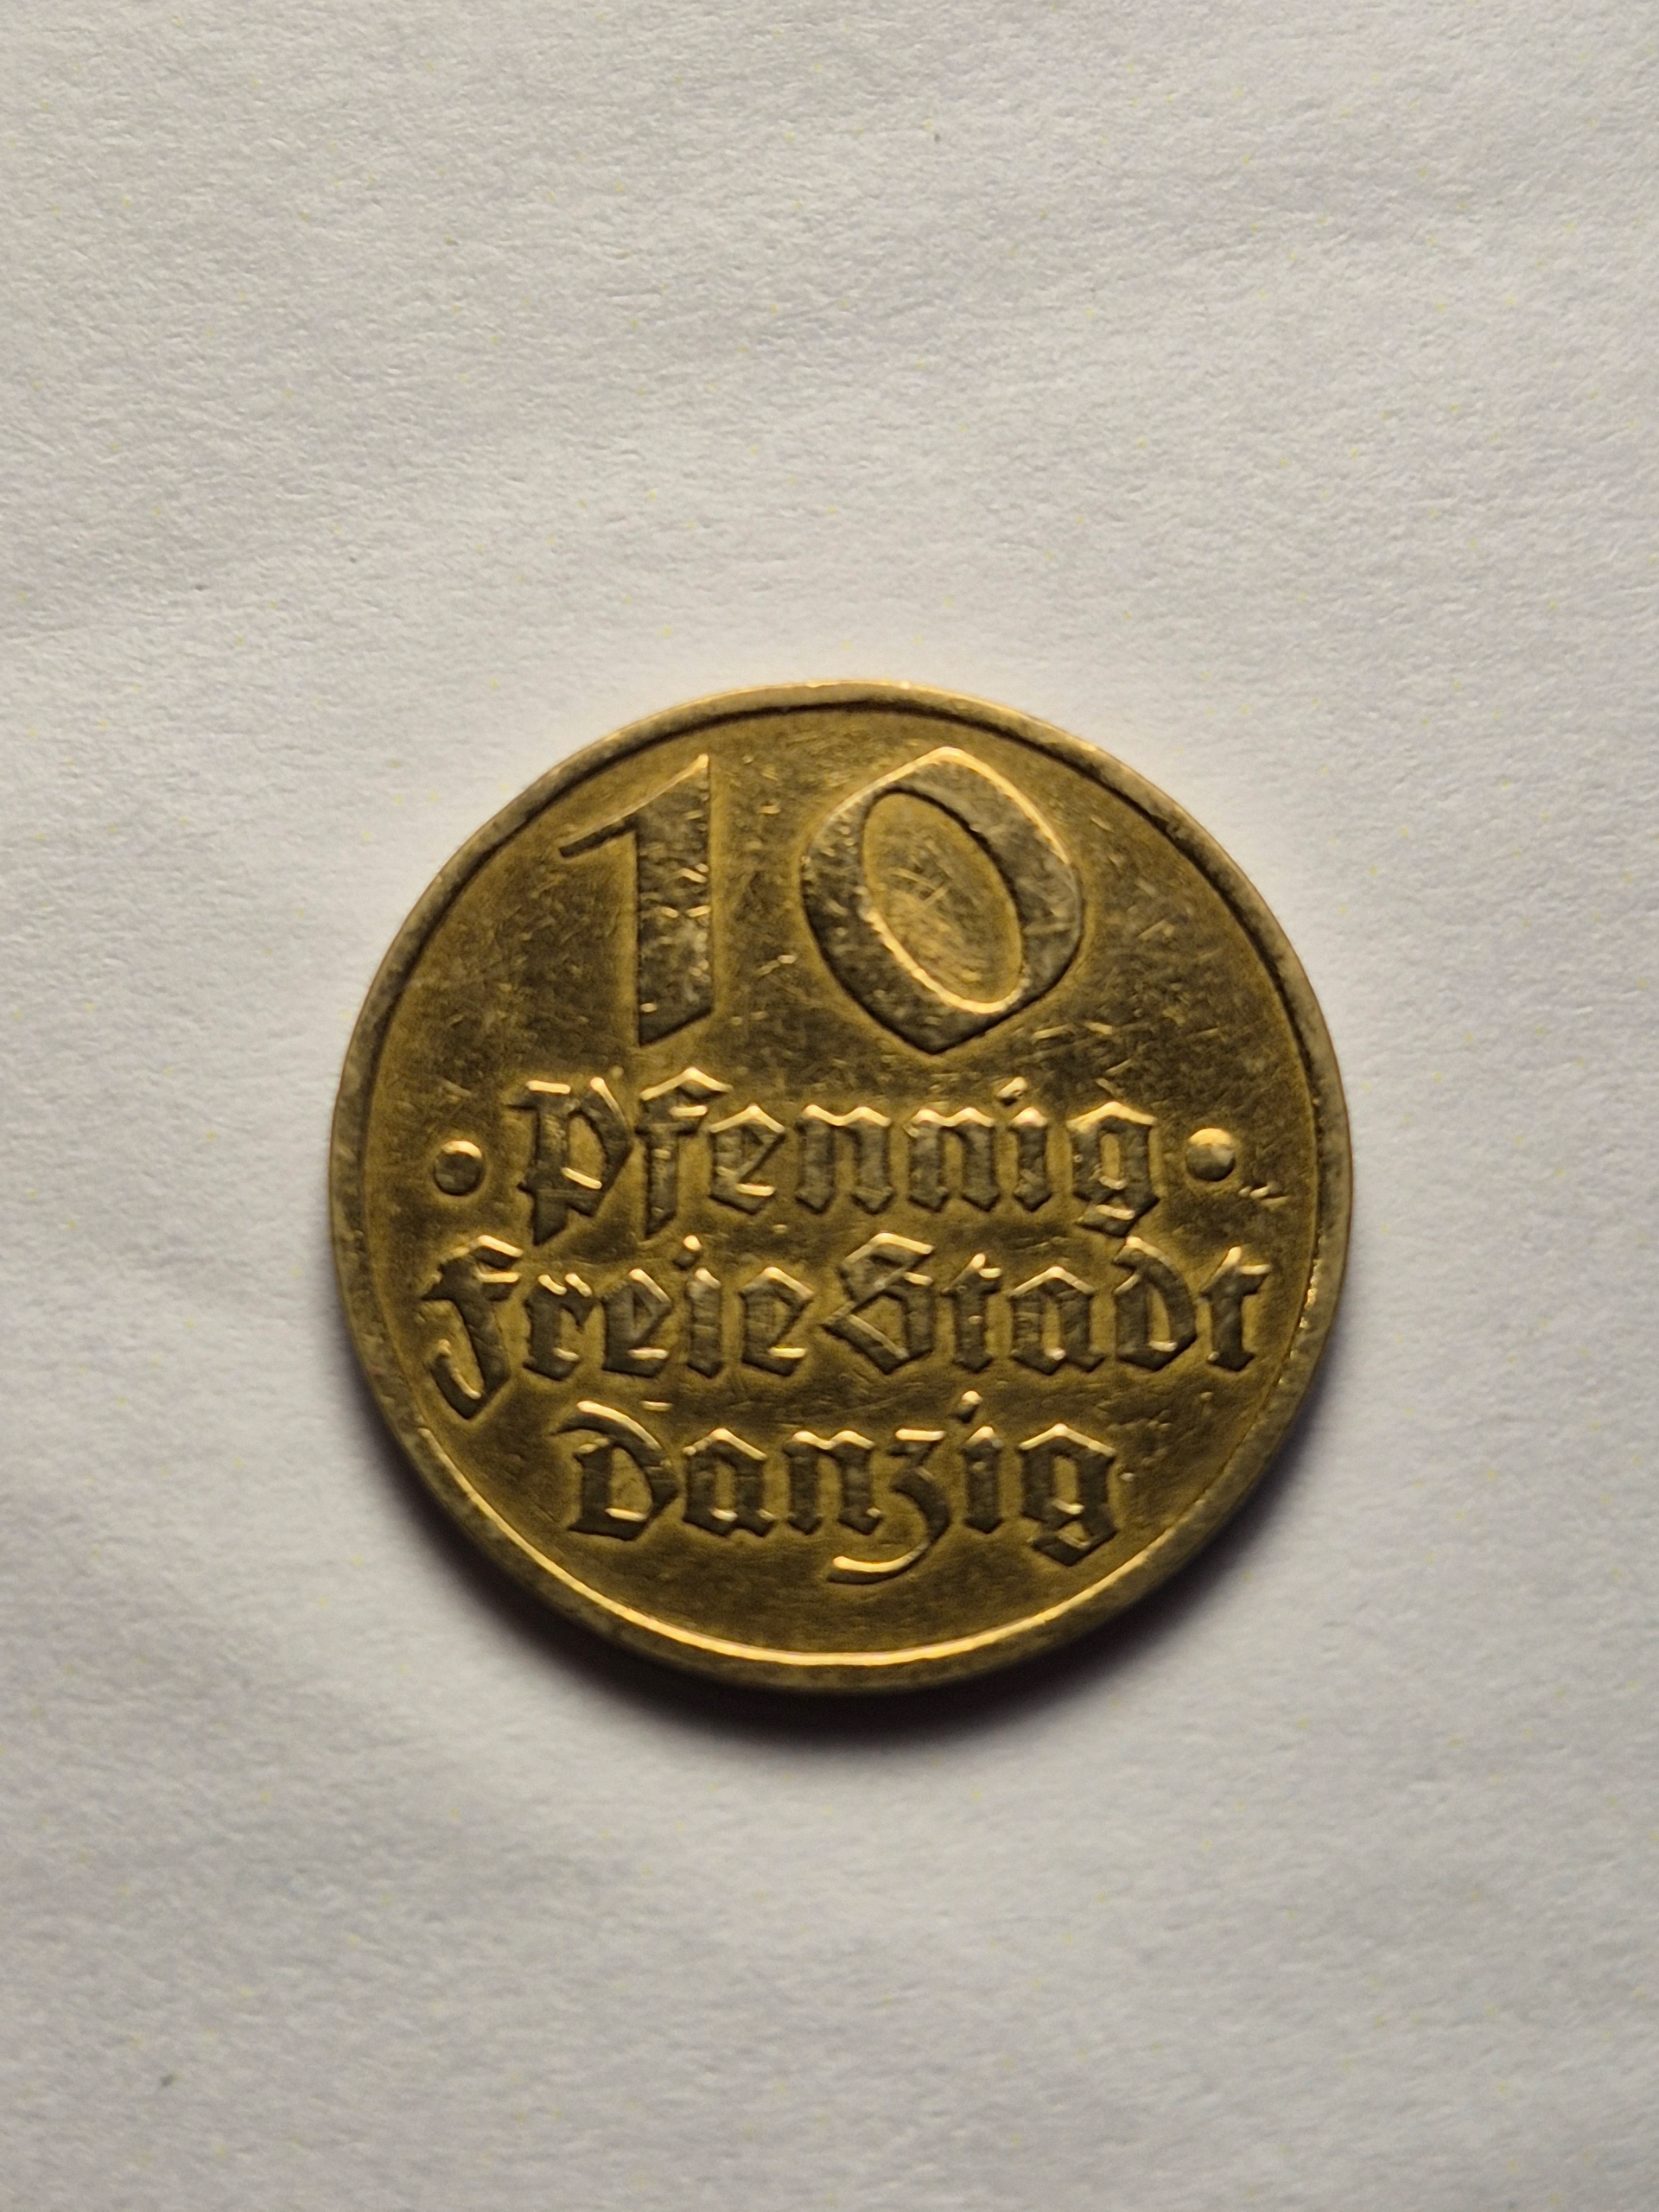 10
· Pfennig ·
Freie Stadt
Danzig